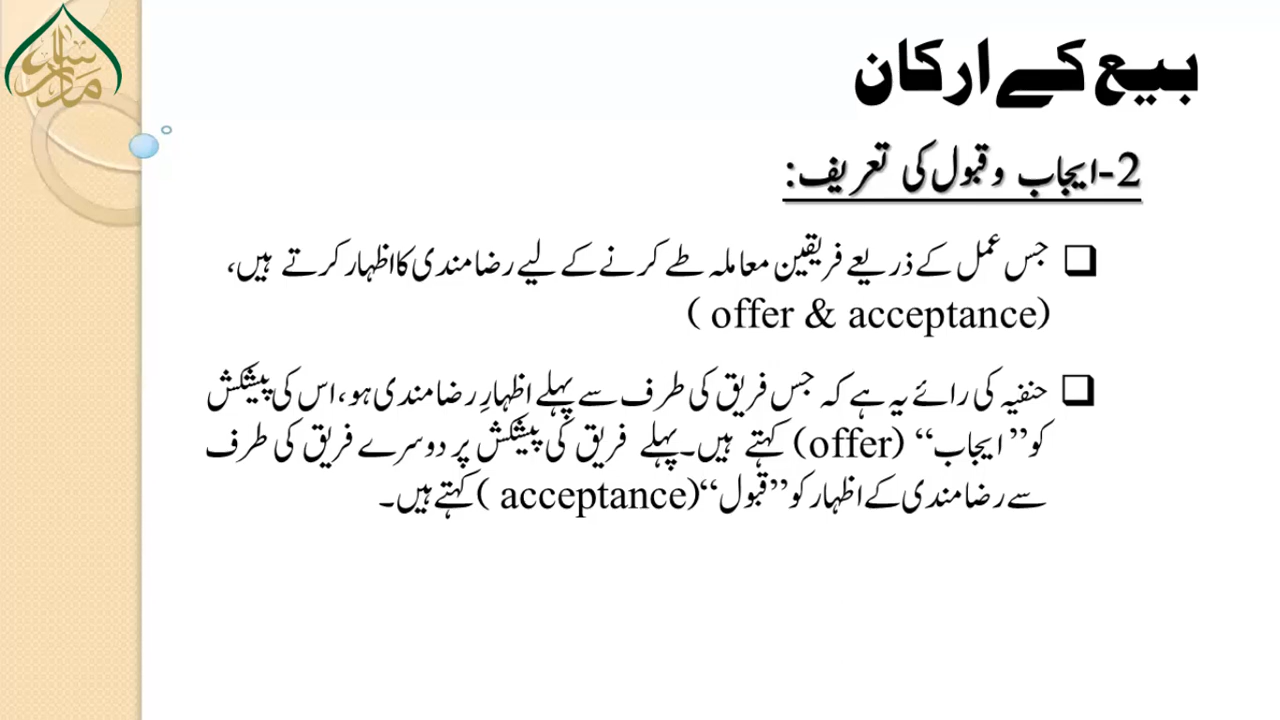 بیع کے ارکان
2-ایجاب وقبول کی تعریف:
جس عمل کے ذریعے فریقین معاملہ طے کرنے کے لیے رضامندی کا اظہار کرتے ہیں،
(offer & acceptance )
حنفیہ کی رائے یہ ہے کہ جس فریق کی طرف سے پہلے اظہارِ رضامندی ہو، اس کی پیشکش
کو ”ایجاب“ (offer) کہتے ہیں۔ پہلے فریق کی پیشکش پر دوسرے فریق کی طرف
سے رضامندی کے اظہار کو ”قبول“ (acceptance ) کہتے ہیں۔